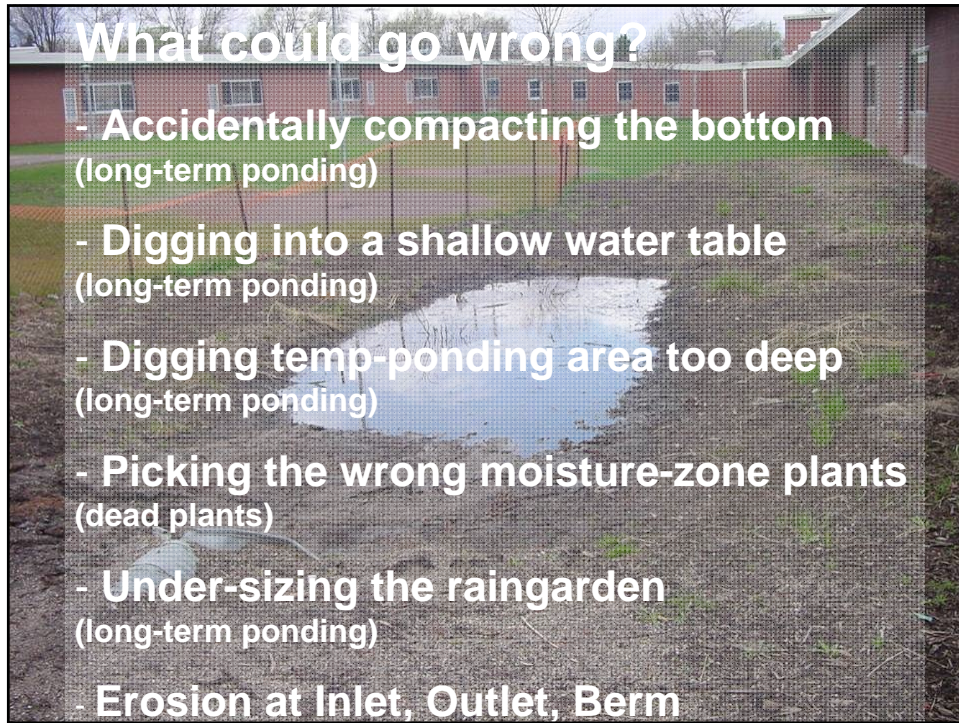 What could go wrong?
- Accidentally compacting the bottom
(long-term ponding)
- Digging into a shallow water table
(long-term ponding)
- Digging temp-ponding area too deep
(long-term ponding)
- Picking the wrong moisture-zone plants
(dead plants)
- Under-sizing the raingarden
(long-term ponding)
- Erosion at Inlet, Outlet, Berm